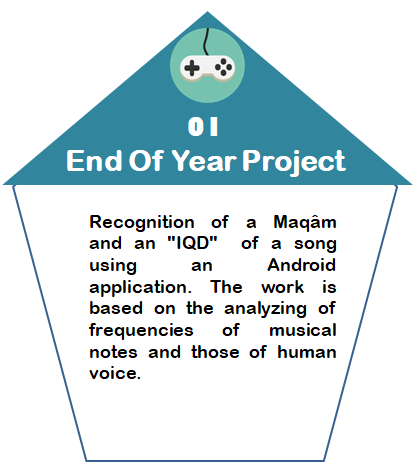 01
End Of Year Project
Recognition of a Maqâm
and an "IQD" of a song
using an Android
application. The work is
based on the analyzing of
frequencies of musical
notes and those of human
voice.